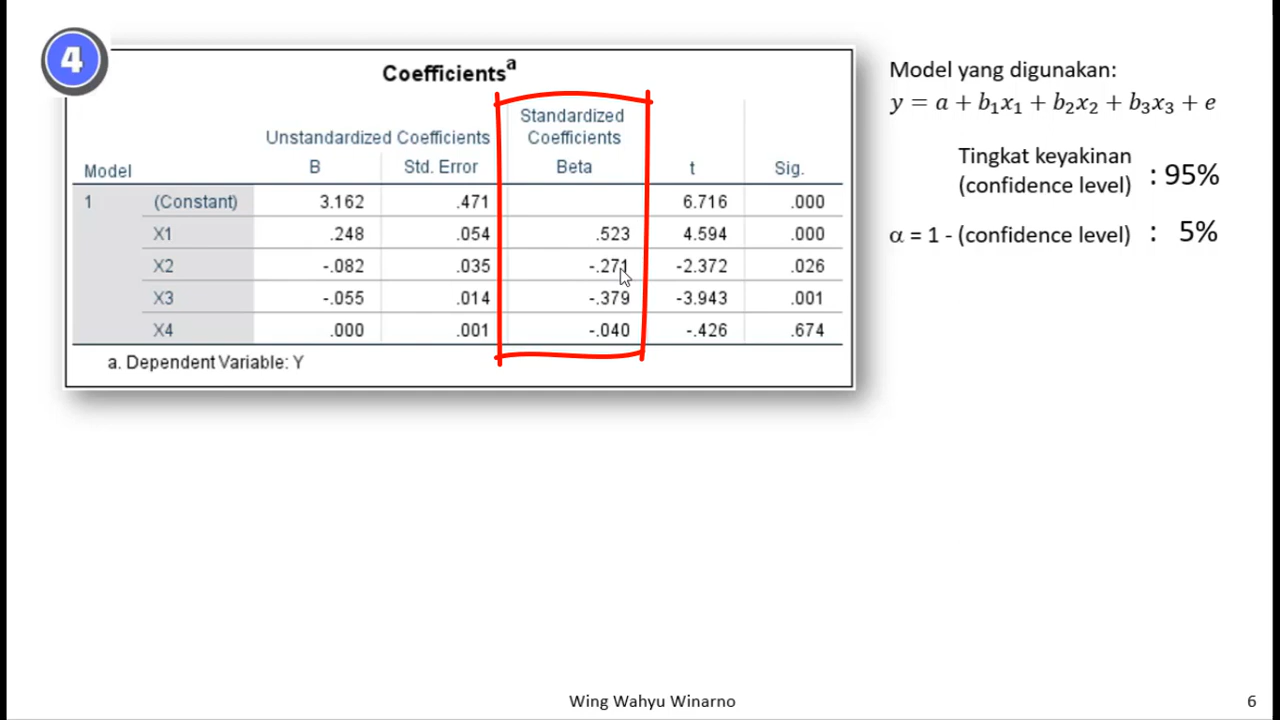 4
Coefficientsᵃ
Unstandardized Coefficients Standardized Coefficients
Model B Std. Error Beta t Sig.
1 (Constant) 3.162 .471 6.716 .000
X1 .248 .054 .523 4.594 .000
X2 -.082 .035 -.271 -2.372 .026
X3 -.055 .014 -.379 -3.943 .001
X4 .000 .001 -.040 -.426 .674
a. Dependent Variable: Y
Model yang digunakan:
y = a + b₁x₁ + b₂x₂ + b₃x₃ + e
Tingkat keyakinan
(confidence level) : 95%
α = 1 - (confidence level) : 5%
Wing Wahyu Winarno
6